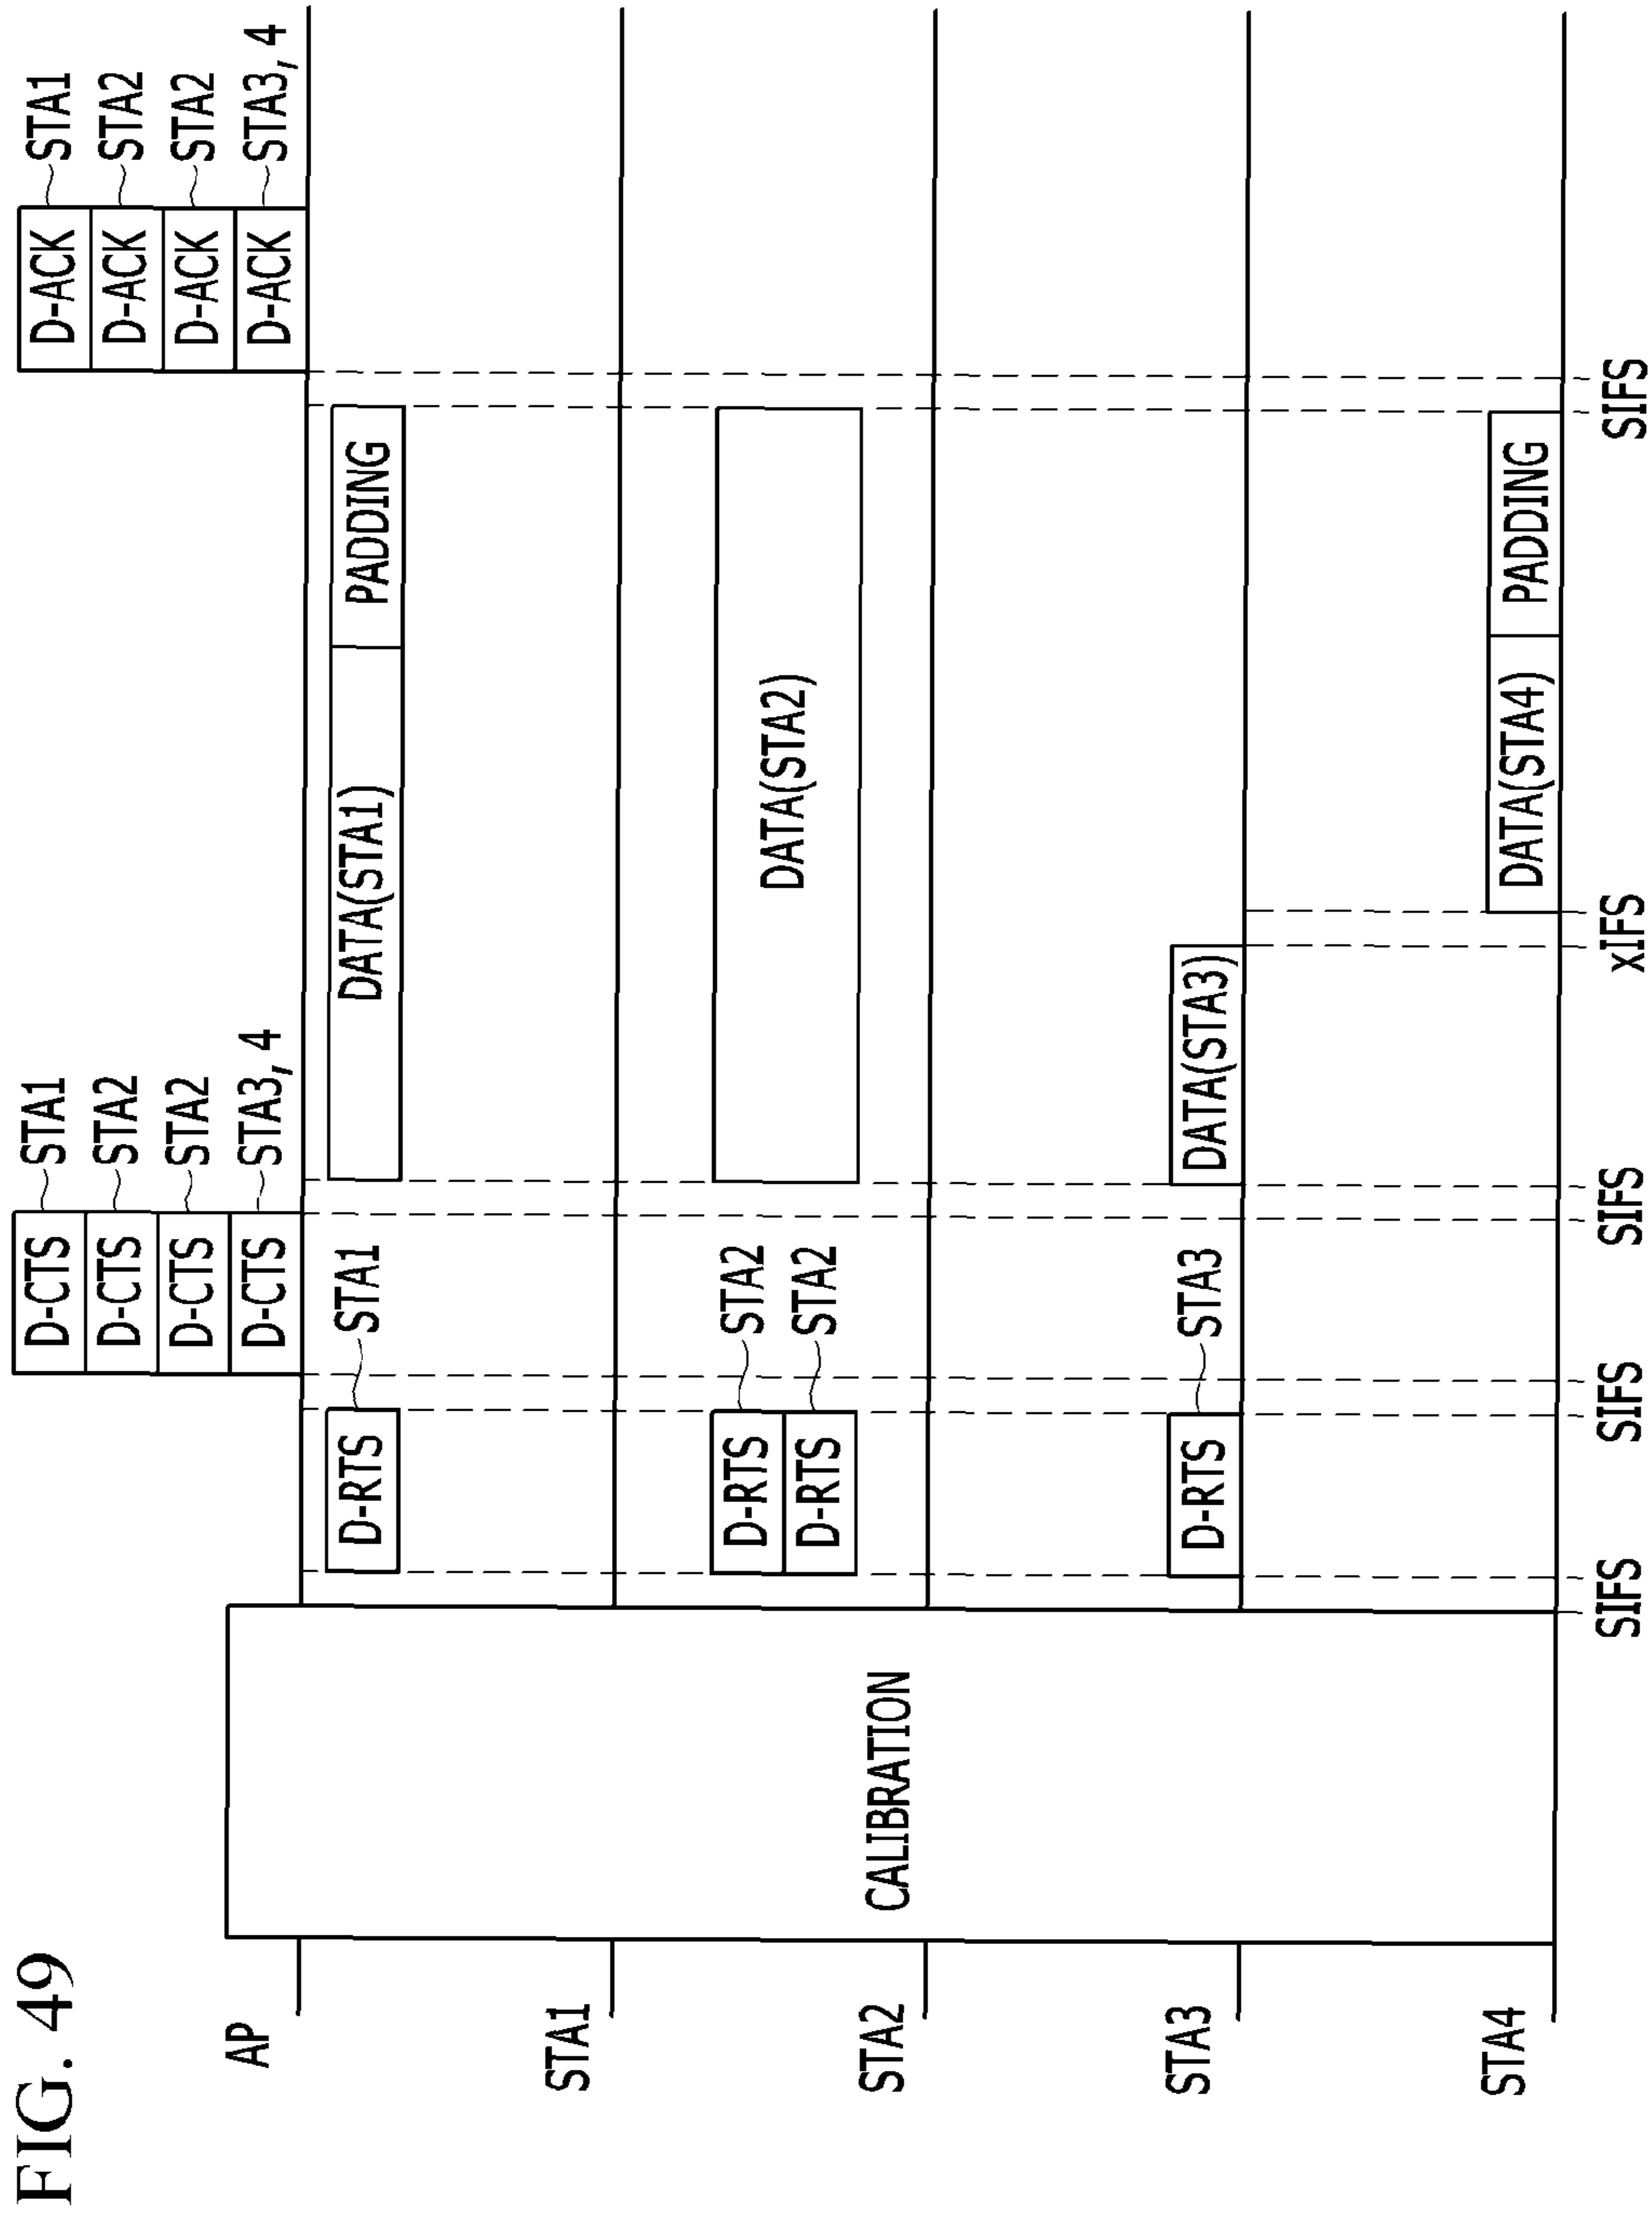 FIG. 49
D-CTS STA1
D-CTS STA2
D-CTS STA2
D-CTS STA3, 4
D-ACK STA1
D-ACK STA2
D-ACK STA2
D-ACK STA3, 4
AP
CALIBRATION
D-RTS STA1
DATA(STA1) PADDING
STA1
D-RTS STA2
D-RTS STA2
DATA(STA2)
STA2
D-RTS STA3
DATA(STA3)
STA3
DATA(STA4) PADDING
STA4
SIFS SIFS SIFS xIFS SIFS